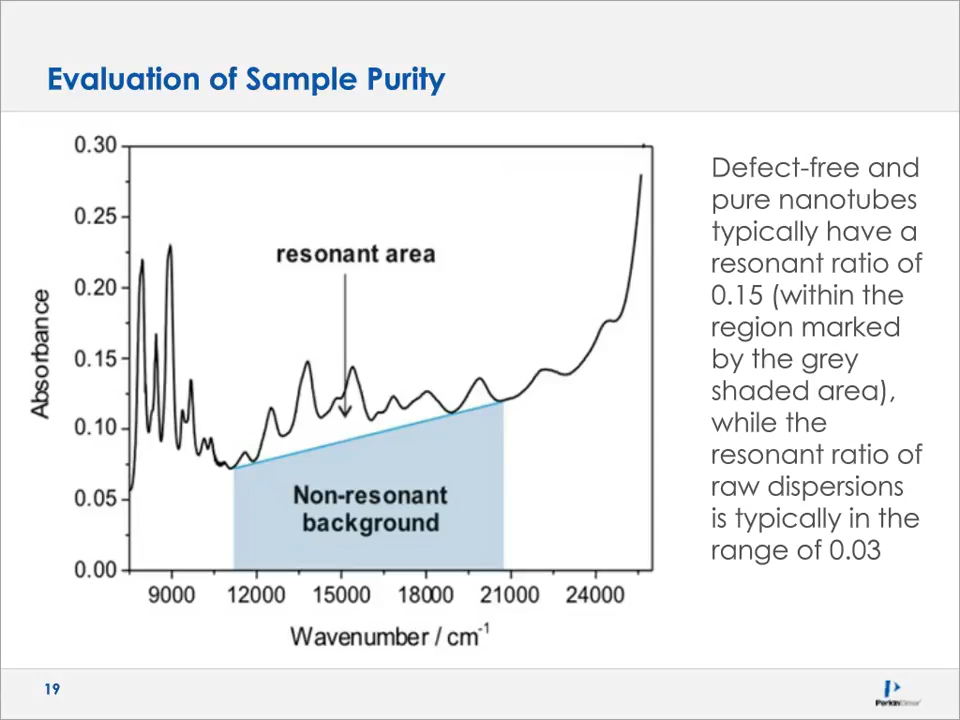 Evaluation of Sample Purity
0.30
0.25
0.20
0.15
0.10
0.05
0.00
Absorbance
resonant area
Non-resonant
background
9000 12000 15000 18000 21000 24000
Wavenumber / cm⁻¹
Defect-free and
pure nanotubes
typically have a
resonant ratio of
0.15 (within the
region marked
by the grey
shaded area),
while the
resonant ratio of
raw dispersions
is typically in the
range of 0.03
19
PerkinElmer